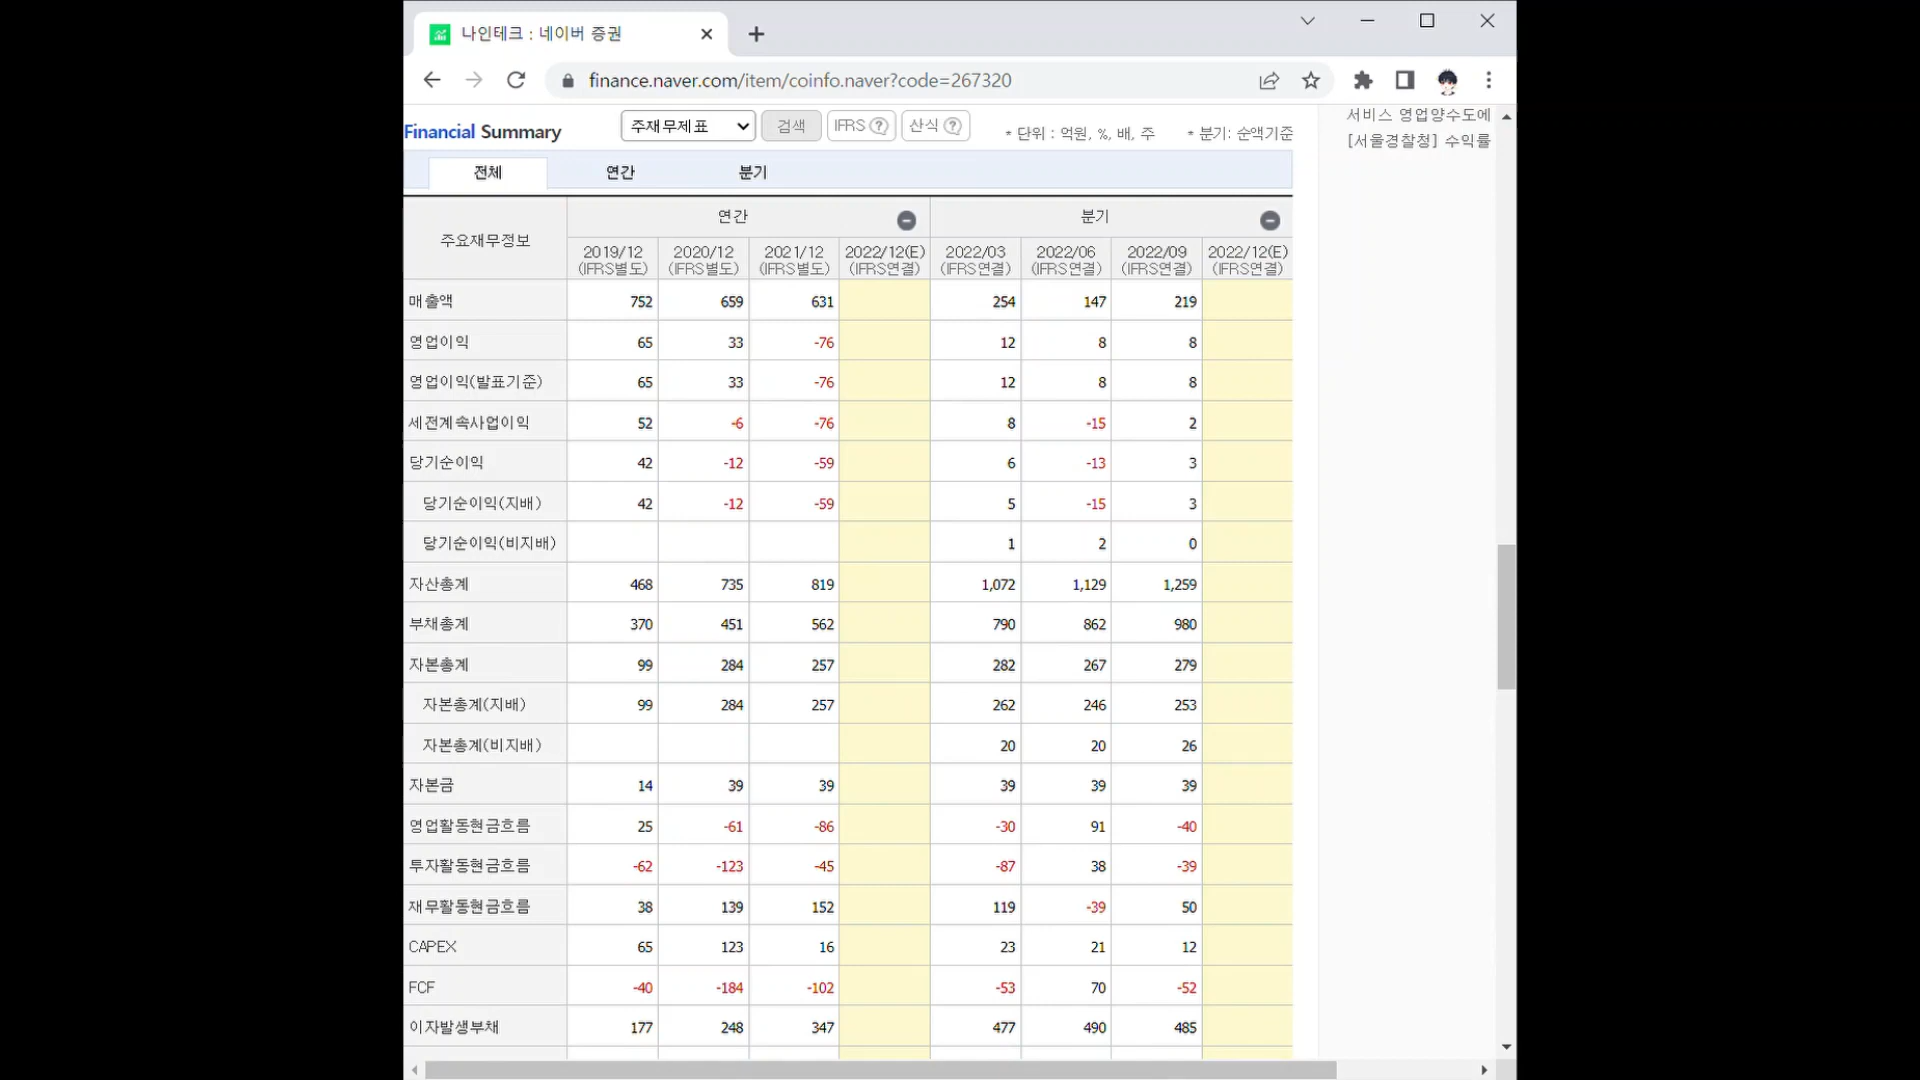 나인테크 : 네이버 증권
finance.naver.com/item/coinfo.naver?code=267320
서비스 영업양수도에
[서울경찰청] 수익률
Financial Summary 주재무제표 검색 IFRS ? 산식 ? * 단위 : 억원, %, 배, 주 * 분기: 순액기준
전체 연간 분기
주요재무정보 연간 분기
2019/12 2020/12 2021/12 2022/12(E) 2022/03 2022/06 2022/09 2022/12(E)
(IFRS별도) (IFRS별도) (IFRS별도) (IFRS연결) (IFRS연결) (IFRS연결) (IFRS연결) (IFRS연결)
매출액 752 659 631 254 147 219
영업이익 65 33 -76 12 8 8
영업이익(발표기준) 65 33 -76 12 8 8
세전계속사업이익 52 -6 -76 8 -15 2
당기순이익 42 -12 -59 6 -13 3
당기순이익(지배) 42 -12 -59 5 -15 3
당기순이익(비지배) 1 2 0
자산총계 468 735 819 1,072 1,129 1,259
부채총계 370 451 562 790 862 980
자본총계 99 284 257 282 267 279
자본총계(지배) 99 284 257 262 246 253
자본총계(비지배) 20 20 26
자본금 14 39 39 39 39 39
영업활동현금흐름 25 -61 -86 -30 91 -40
투자활동현금흐름 -62 -123 -45 -87 38 -39
재무활동현금흐름 38 139 152 119 -39 50
CAPEX 65 123 16 23 21 12
FCF -40 -184 -102 -53 70 -52
이자발생부채 177 248 347 477 490 485